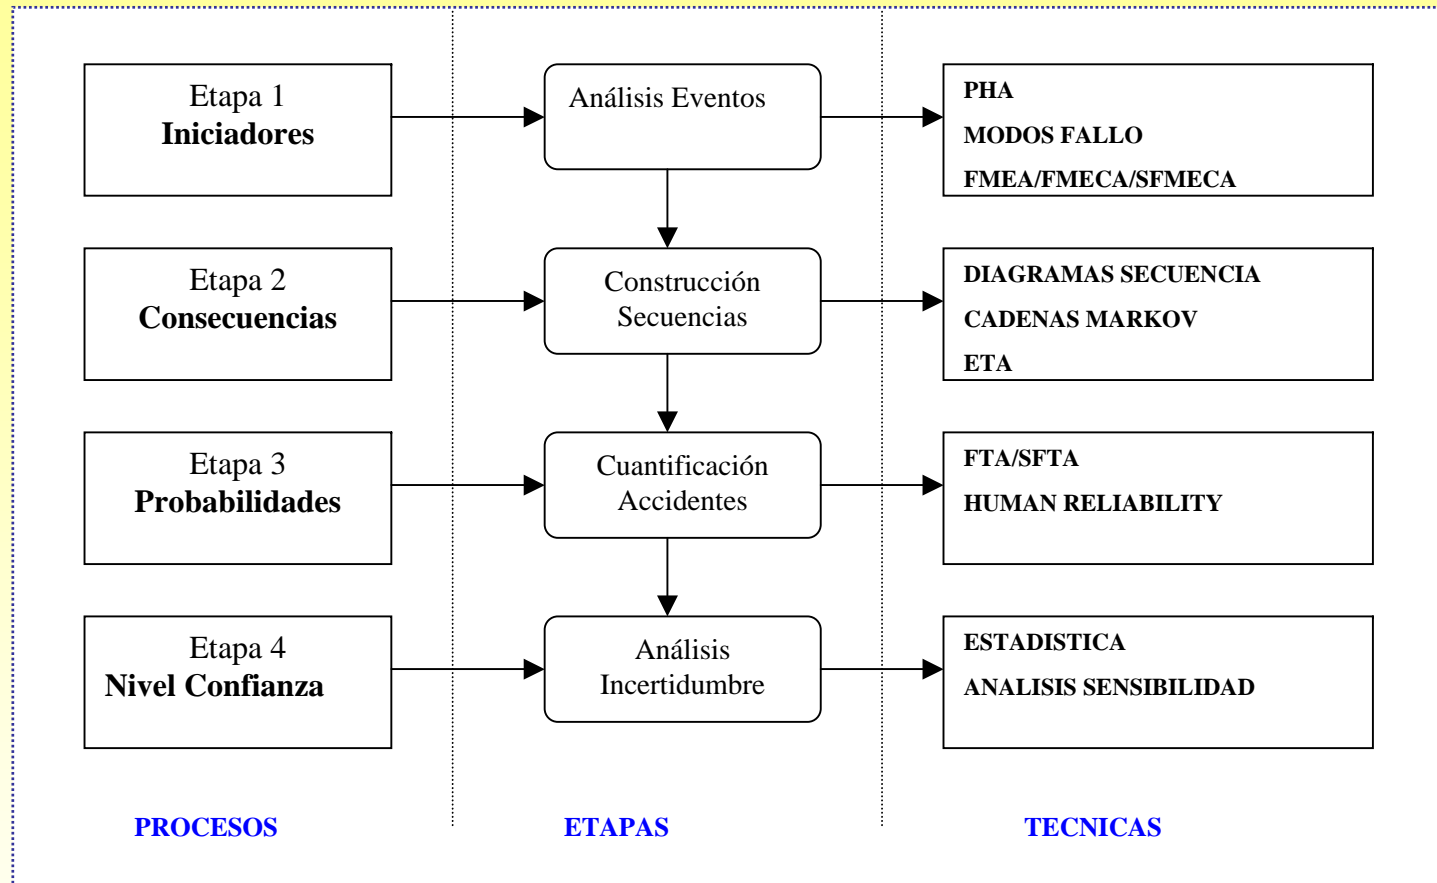 Etapa 1
Iniciadores
Análisis Eventos
PHA
MODOS FALLO
FMEA/FMECA/SFMECA
Etapa 2
Consecuencias
Construcción
Secuencias
DIAGRAMAS SECUENCIA
CADENAS MARKOV
ETA
Etapa 3
Probabilidades
Cuantificación
Accidentes
FTA/SFTA
HUMAN RELIABILITY
Etapa 4
Nivel Confianza
Análisis
Incertidumbre
ESTADISTICA
ANALISIS SENSIBILIDAD
PROCESOS
ETAPAS
TECNICAS